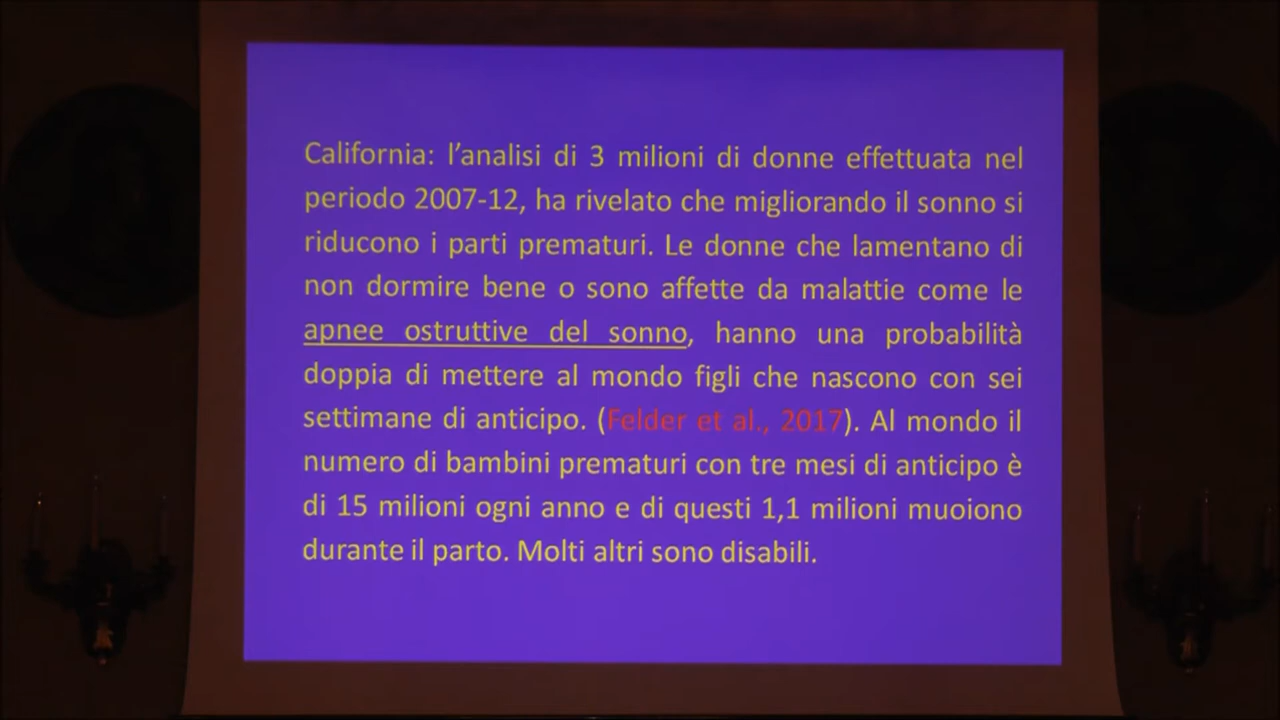 California: l’analisi di 3 milioni di donne effettuata nel
periodo 2007-12, ha rivelato che migliorando il sonno si
riducono i parti prematuri. Le donne che lamentano di
non dormire bene o sono affette da malattie come le
apnee ostruttive del sonno, hanno una probabilità
doppia di mettere al mondo figli che nascono con sei
settimane di anticipo. (Felder et al., 2017). Al mondo il
numero di bambini prematuri con tre mesi di anticipo è
di 15 milioni ogni anno e di questi 1,1 milioni muoiono
durante il parto. Molti altri sono disabili.